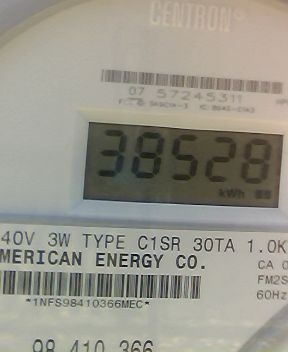 CENTRON®
07 57245311
38528
kWh
40V 3W TYPE C1SR 30TA 1.0K
MERICAN ENERGY CO.
CA 0
FM2S
60Hz
*1NFS98410366MEC*
98 410 366